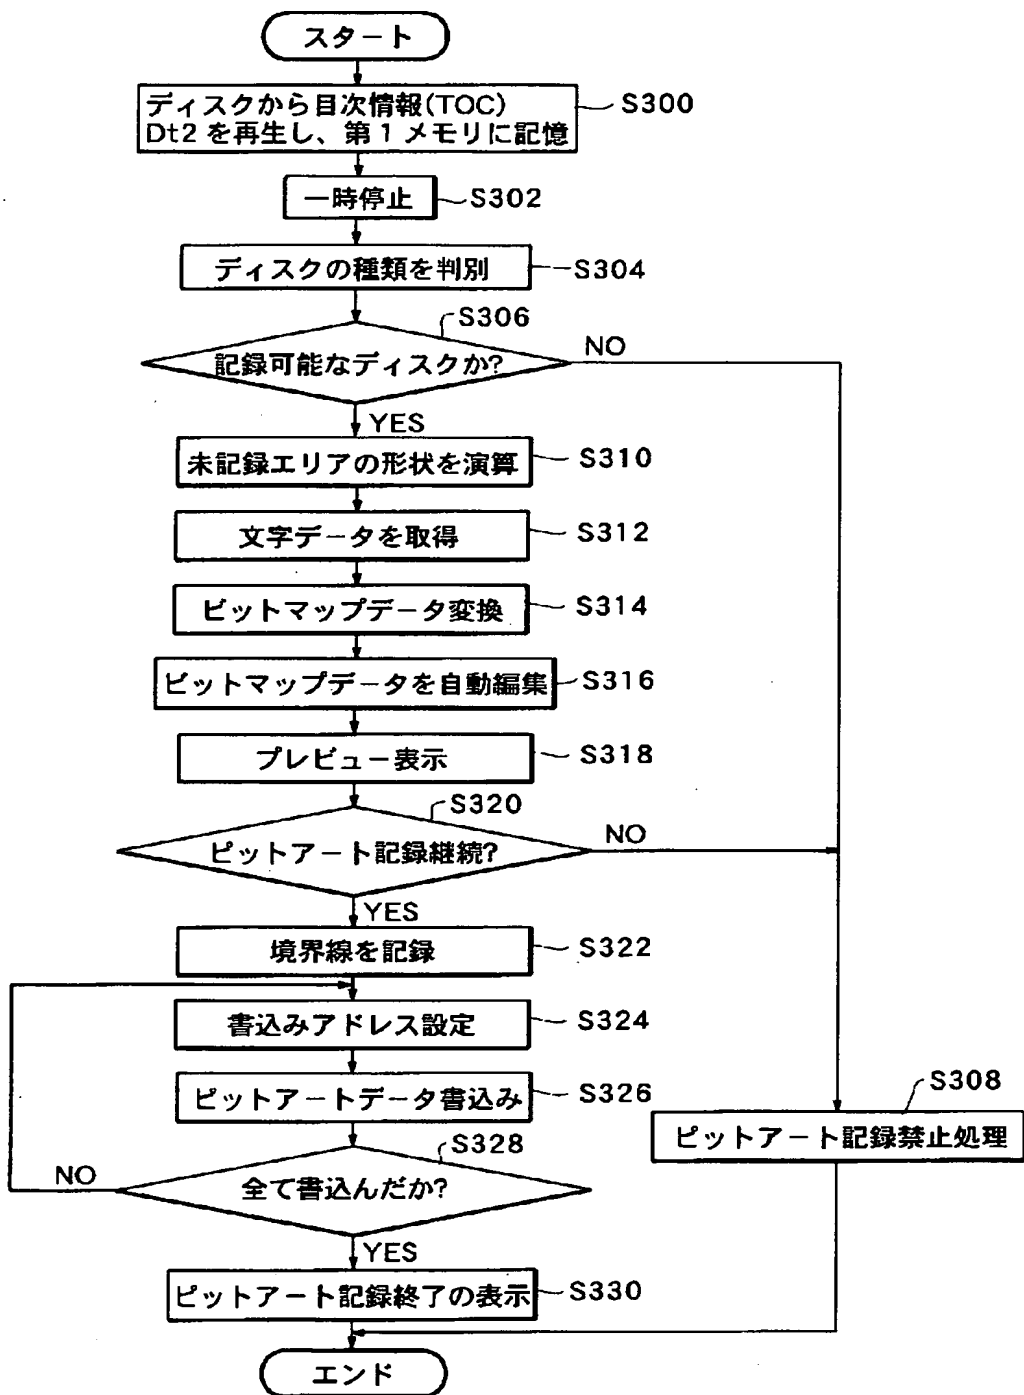 スタート
ディスクから目次情報(TOC)
Dt2を再生し、第1メモリに記憶
S300
一時停止
S302
ディスクの種類を判別
S304
S306
記録可能なディスクか?
NO
YES
未記録エリアの形状を演算
S310
文字データを取得
S312
ビットマップデータ変換
S314
ビットマップデータを自動編集
S316
プレビュー表示
S318
S320
ピットアート記録継続?
NO
YES
境界線を記録
S322
書込みアドレス設定
S324
ピットアートデータ書込み
S326
S308
ピットアート記録禁止処理
S328
全て書込んだか?
NO
YES
ピットアート記録終了の表示
S330
エンド